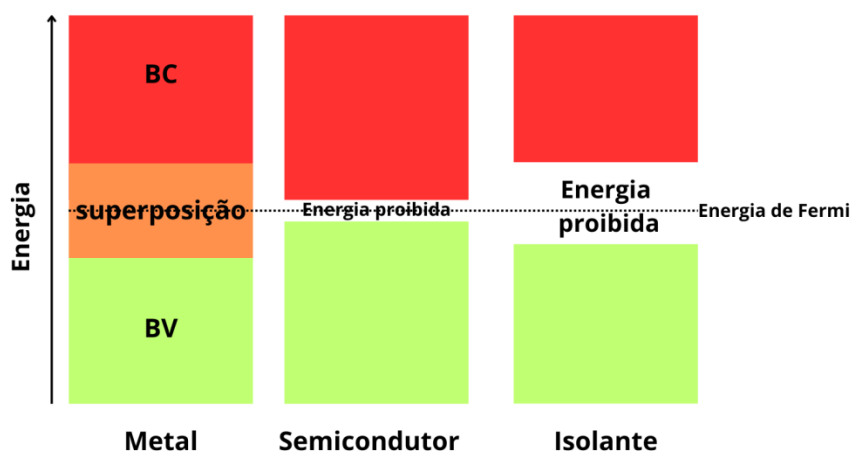 BC
Energia
superposição
Energia proibida
Energia
proibida
Energia de Fermi
BV
Metal
Semicondutor
Isolante